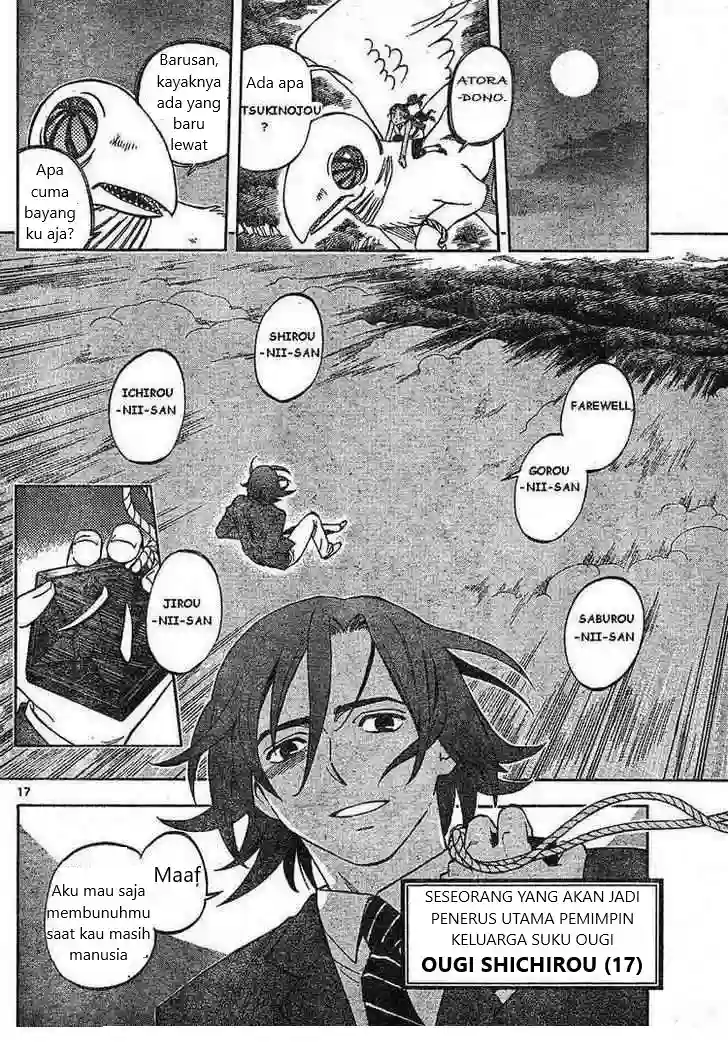 ATORA
-DONO.
Ada apa
TSUKINOJOU
?
Barusan,
kayaknya
ada yang
baru
lewat
Apa
cuma
bayang
ku aja?
FAREWELL,
GOROU
-NII-SAN
SHIROU
-NII-SAN
ICHIROU
-NII-SAN
SABUROU
-NII-SAN
JIROU
-NII-SAN
17
Maaf
Aku mau saja
membunuhmu
saat kau masih
manusia
SESEORANG YANG AKAN JADI
PENERUS UTAMA PEMIMPIN
KELUARGA SUKU OUGI
OUGI SHICHIROU (17)